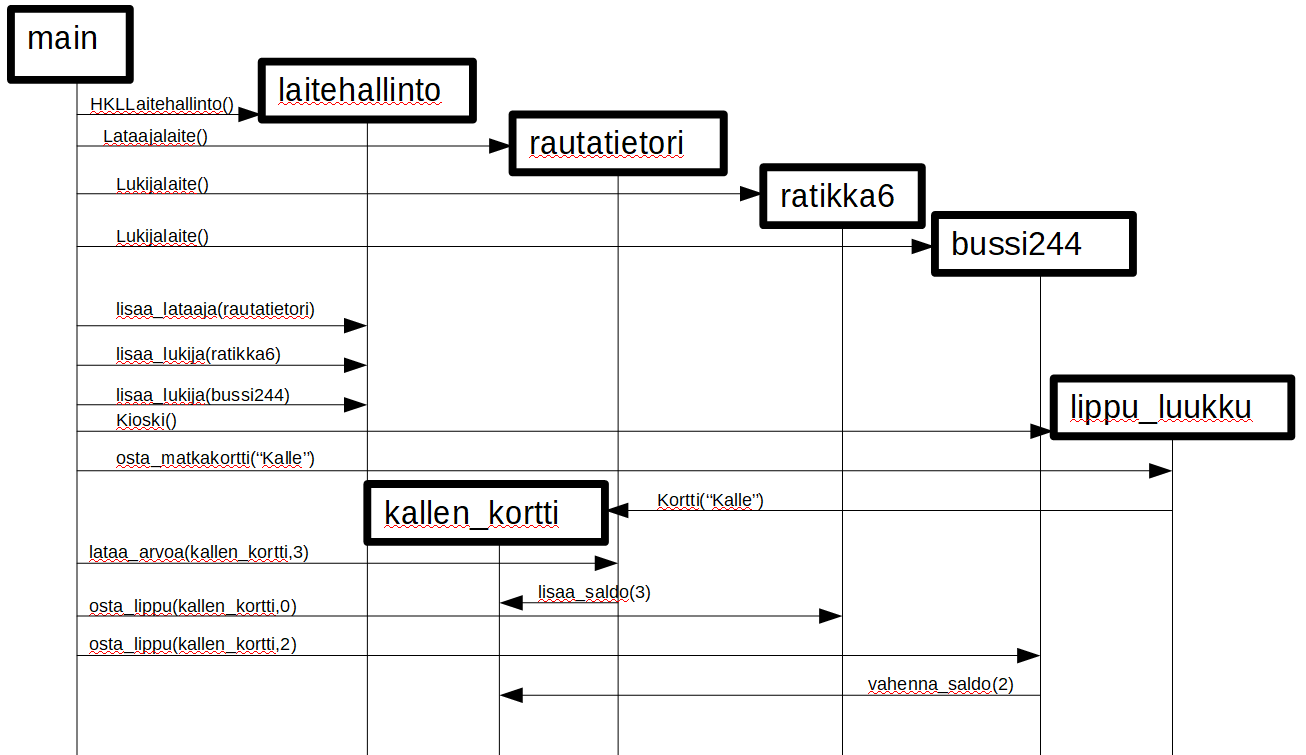 main
laitehallinto
HKLLaitehallinto()
Lataajalaite()
rautatietori
Lukijalaite()
ratikka6
Lukijalaite()
bussi244
lisaa_lataaja(rautatietori)
lisaa_lukija(ratikka6)
lisaa_lukija(bussi244)
Kioski()
lippu_luukku
osta_matkakortti(“Kalle”)
kallen_kortti
Kortti(“Kalle”)
lataa_arvoa(kallen_kortti,3)
lisaa_saldo(3)
osta_lippu(kallen_kortti,0)
osta_lippu(kallen_kortti,2)
vahenna_saldo(2)